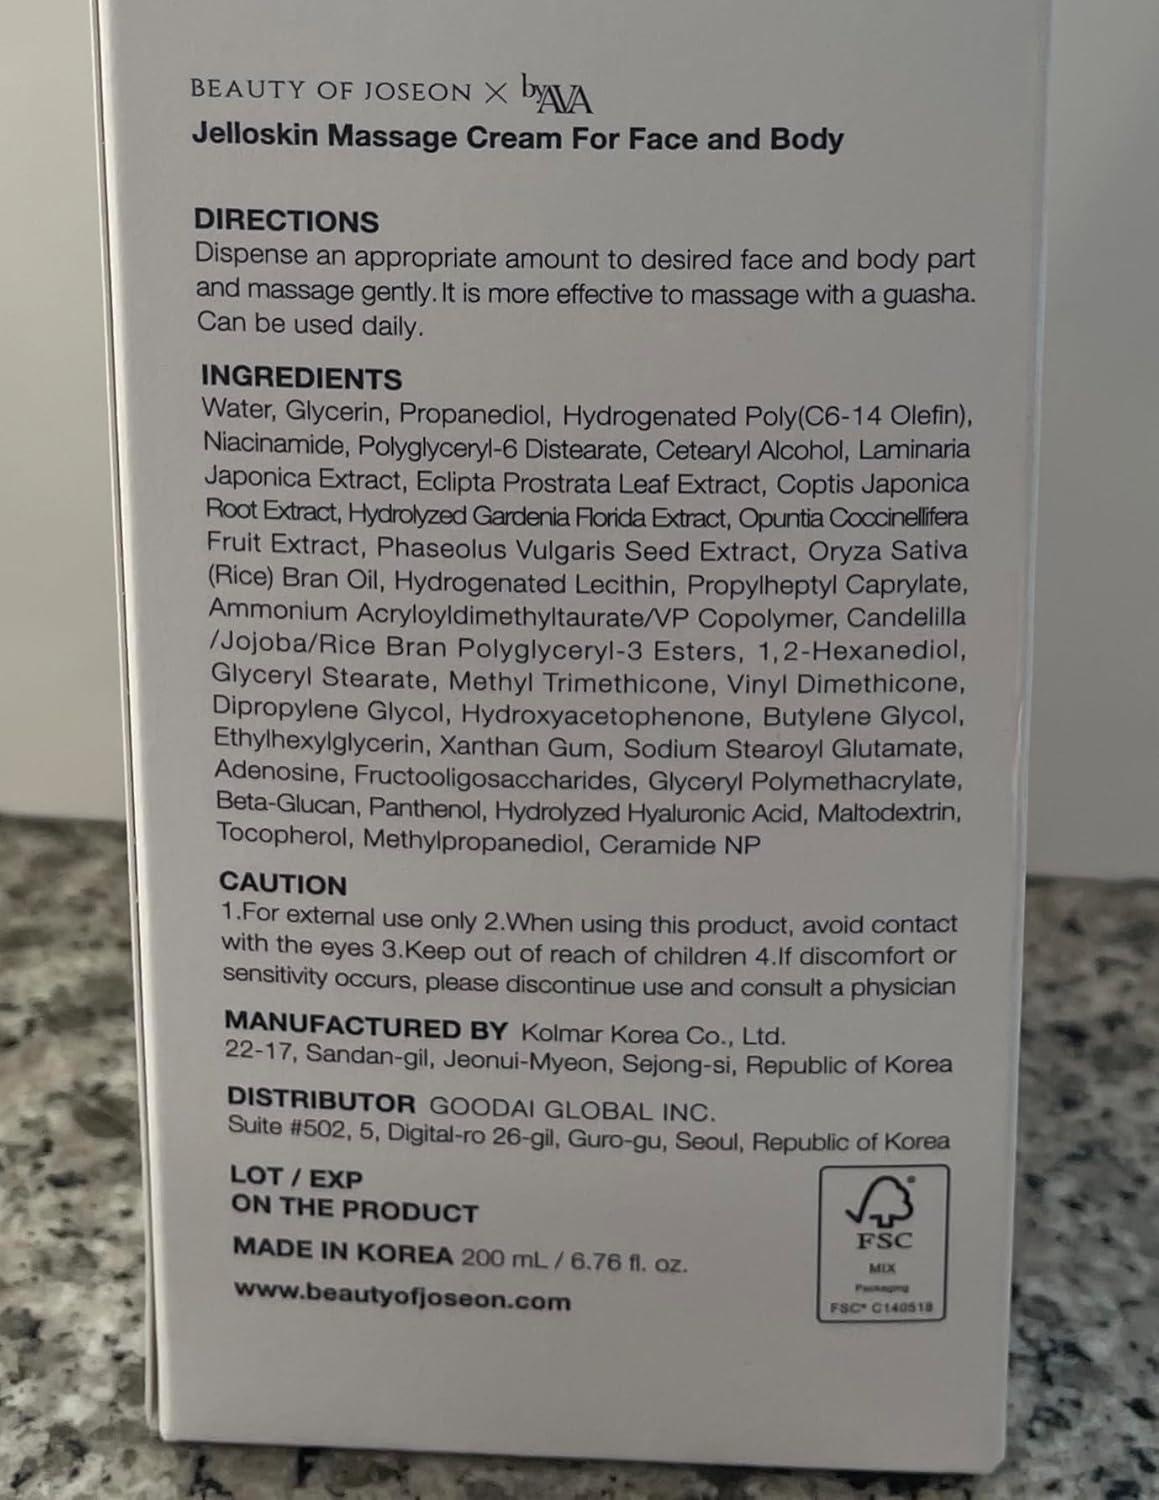 BEAUTY OF JOSEON X byAVA
Jelloskin Massage Cream For Face and Body
DIRECTIONS
Dispense an appropriate amount to desired face and body part
and massage gently. It is more effective to massage with a guasha.
Can be used daily.
INGREDIENTS
Water, Glycerin, Propanediol, Hydrogenated Poly(C6-14 Olefin),
Niacinamide, Polyglyceryl-6 Distearate, Cetearyl Alcohol, Laminaria
Japonica Extract, Eclipta Prostrata Leaf Extract, Coptis Japonica
Root Extract, Hydrolyzed Gardenia Florida Extract, Opuntia Coccinellifera
Fruit Extract, Phaseolus Vulgaris Seed Extract, Oryza Sativa
(Rice) Bran Oil, Hydrogenated Lecithin, Propylheptyl Caprylate,
Ammonium Acryloyldimethyltaurate/VP Copolymer, Candelilla
/Jojoba/Rice Bran Polyglyceryl-3 Esters, 1,2-Hexanediol,
Glyceryl Stearate, Methyl Trimethicone, Vinyl Dimethicone,
Dipropylene Glycol, Hydroxyacetophenone, Butylene Glycol,
Ethylhexylglycerin, Xanthan Gum, Sodium Stearoyl Glutamate,
Adenosine, Fructooligosaccharides, Glyceryl Polymethacrylate,
Beta-Glucan, Panthenol, Hydrolyzed Hyaluronic Acid, Maltodextrin,
Tocopherol, Methylpropanediol, Ceramide NP
CAUTION
1.For external use only 2.When using this product, avoid contact
with the eyes 3.Keep out of reach of children 4.If discomfort or
sensitivity occurs, please discontinue use and consult a physician
MANUFACTURED BY Kolmar Korea Co., Ltd.
22-17, Sandan-gil, Jeonui-Myeon, Sejong-si, Republic of Korea
DISTRIBUTOR GOODAI GLOBAL INC.
Suite #502, 5, Digital-ro 26-gil, Guro-gu, Seoul, Republic of Korea
LOT / EXP
ON THE PRODUCT
MADE IN KOREA 200 mL / 6.76 fl. oz.
www.beautyofjoseon.com
FSC
MIX
Packaging
FSC® C140518